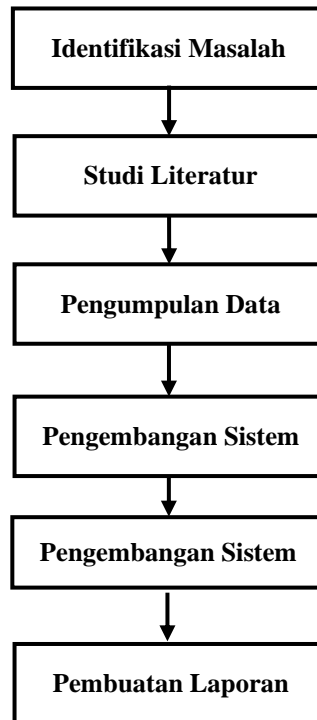 Identifikasi Masalah
Studi Literatur
Pengumpulan Data
Pengembangan Sistem
Pengembangan Sistem
Pembuatan Laporan